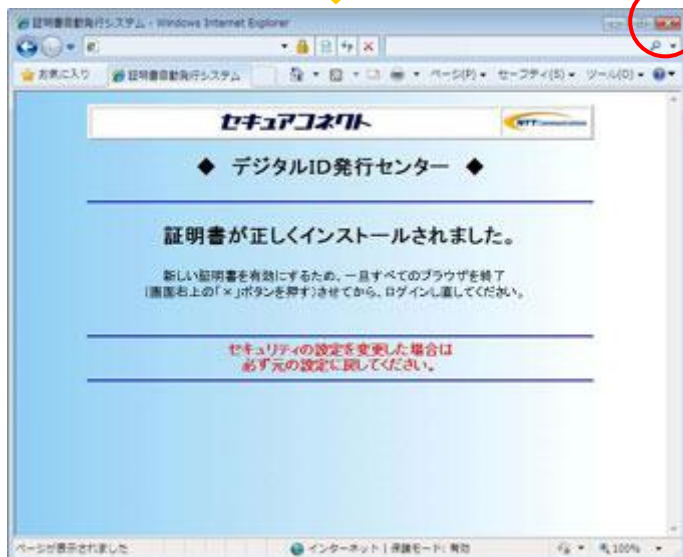 証明書自動発行システム - Windows Internet Explorer
お気に入り 証明書自動発行システム ページ(P) セーフティ(S) ツール(O)
セキュアコネクト NTT Communications
◆ デジタルID発行センター ◆
証明書が正しくインストールされました。
新しい証明書を有効にするため、一旦すべてのブラウザを終了
(画面右上の「×」ボタンを押す)させてから、ログインし直してください。
セキュリティの設定を変更した場合は
必ず元の設定に戻してください。
ページが表示されました インターネット | 保護モード: 有効 100%